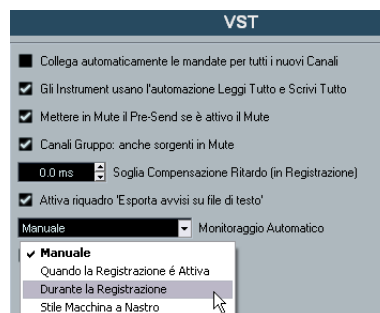 VST
Collega automaticamente le mandate per tutti i nuovi Canali
Gli Instrument usano l'automazione Leggi Tutto e Scrivi Tutto
Mettere in Mute il Pre-Send se è attivo il Mute
Canali Gruppo: anche sorgenti in Mute
0.0 ms Soglia Compensazione Ritardo (in Registrazione)
Attiva riquadro 'Esporta avvisi su file di testo'
Manuale Monitoraggio Automatico
Manuale
Quando la Registrazione é Attiva
Durante la Registrazione
Stile Macchina a Nastro